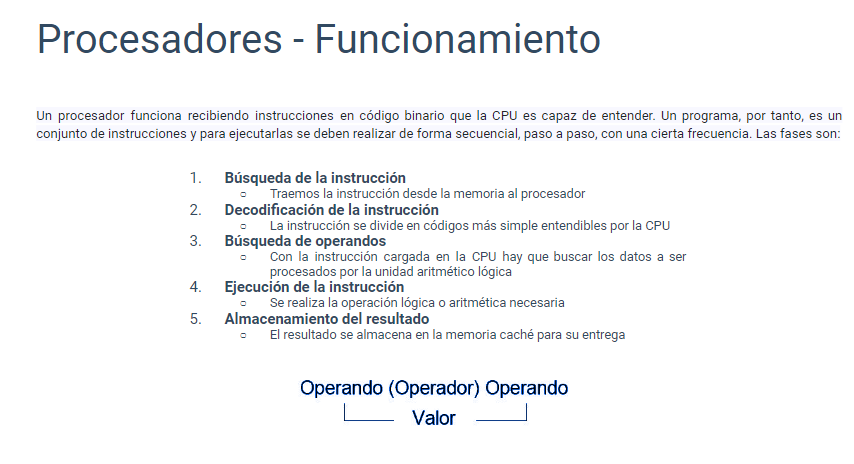 Procesadores - Funcionamiento
Un procesador funciona recibiendo instrucciones en código binario que la CPU es capaz de entender. Un programa, por tanto, es un
conjunto de instrucciones y para ejecutarlas se deben realizar de forma secuencial, paso a paso, con una cierta frecuencia. Las fases son:
1. Búsqueda de la instrucción
○ Traemos la instrucción desde la memoria al procesador
2. Decodificación de la instrucción
○ La instrucción se divide en códigos más simple entendibles por la CPU
3. Búsqueda de operandos
○ Con la instrucción cargada en la CPU hay que buscar los datos a ser
procesados por la unidad aritmético lógica
4. Ejecución de la instrucción
○ Se realiza la operación lógica o aritmética necesaria
5. Almacenamiento del resultado
○ El resultado se almacena en la memoria caché para su entrega
Operando (Operador) Operando
Valor